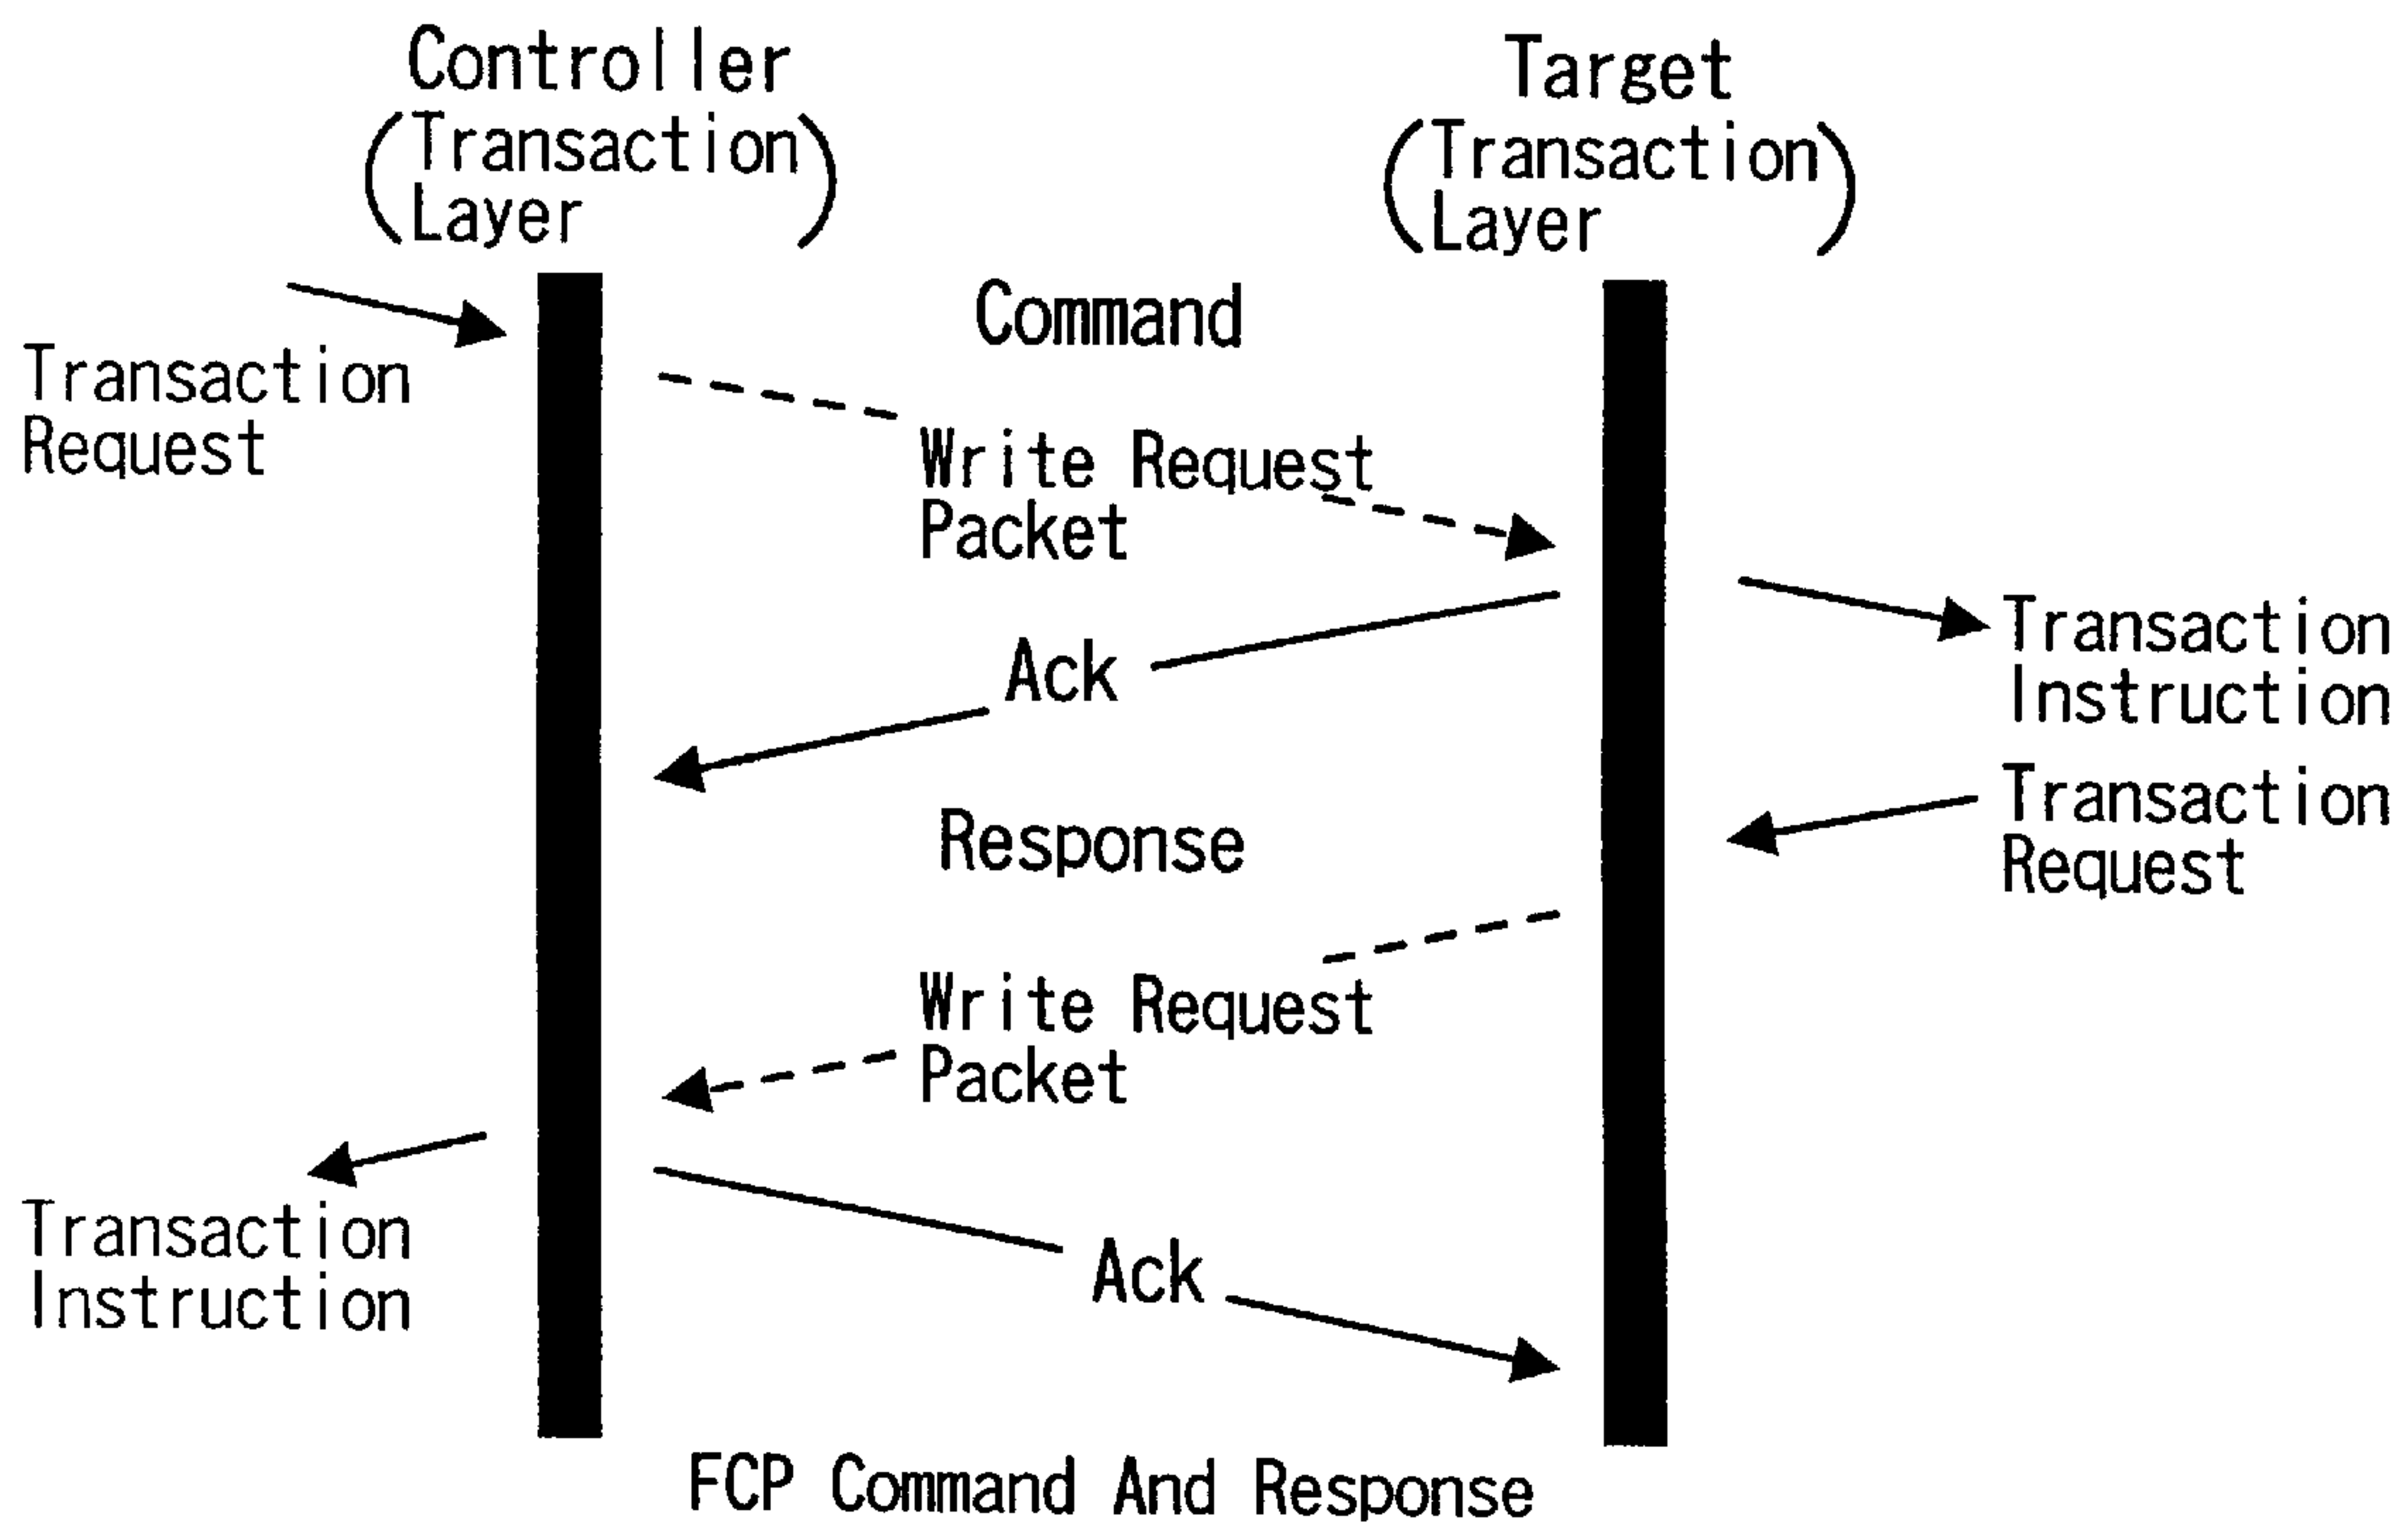 Controller
(Transaction
Layer)
Target
(Transaction
Layer)
Command
Transaction
Request
Write Request
Packet
Transaction
Instruction
Ack
Transaction
Request
Response
Write Request
Packet
Transaction
Instruction
Ack
FCP Command And Response